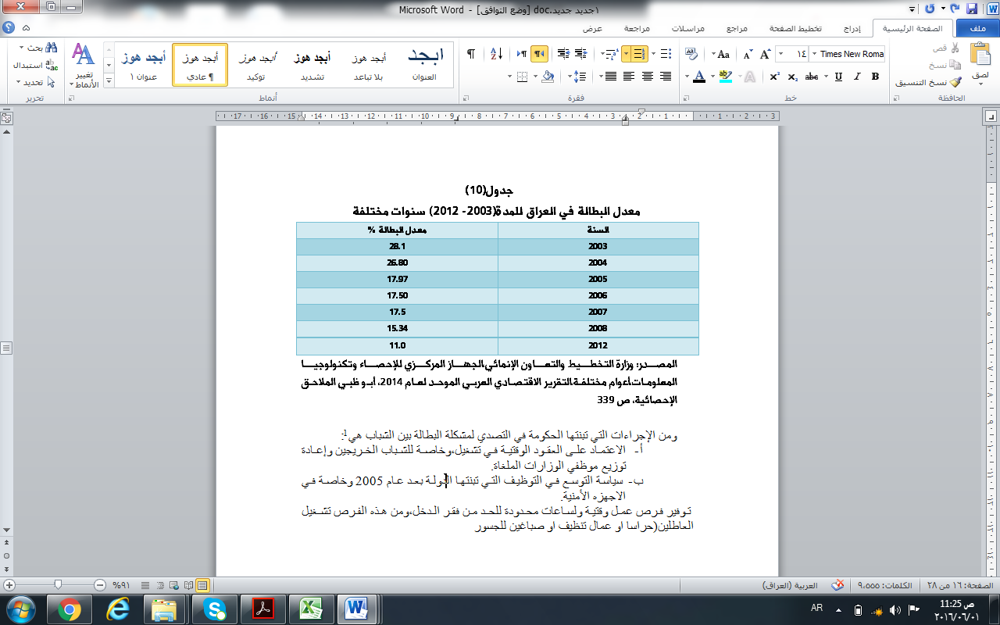 ١جديد جديد.doc [وضع التوافق] - Microsoft Word
ملف الصفحة الرئيسية إدراج تخطيط الصفحة مراجع مراسلات مراجعة عرض
لصق
قص
نسخ
نسخ التنسيق
الحافظة
Times New Roma ١٤
خط
فقرة
أبجد هوز ¶ عادي
أبجد هوز عنوان ١
أبجد هوز توكيد
أبجد هوز تشديد
أبجد هوز بلا تباعد
ابجد العنوان
تغيير الأنماط
أنماط
بحث
استبدال
تحديد
تحرير
جدول(10)
معدل البطالة في العراق للمدة(2003- 2012) سنوات مختلفة
السنة معدل البطالة %
2003 28.1
2004 26.80
2005 17.97
2006 17.50
2007 17.5
2008 15.34
2012 11.0
المصدر: وزارة التخطيط والتعاون الإنمائي،الجهاز المركزي للإحصاء وتكنولوجيا
المعلومات،أعوام مختلفة،التقرير الاقتصادي العربي الموحد لعام 2014، أبو ظبي الملاحق
الإحصائية، ص 339
ومن الإجراءات التي تبنتها الحكومة في التصدي لمشكلة البطالة بين الشباب هي1:
أ- الاعتماد على العقود الوقتية في تشغيل،وخاصة للشباب الخريجين وإعادة
توزيع موظفي الوزارات الملغاة.
ب- سياسة التوسع في التوظيف التي تبنتها الدولة بعد عام 2005 وخاصة في
الاجهزه الأمنية.
توفير فرص عمل وقتية ولساعات محدودة للحد من فقر الدخل،ومن هذه الفرص تشغيل
العاطلين(حراسا او عمال تنظيف او صباغين للجسور
الصفحة: ١٦ من ٢٨ الكلمات: ٩,٥٥٥ العربية (العراق) ٩١%
AR
11:25 ص
٢٠١٦/٠٦/٠١